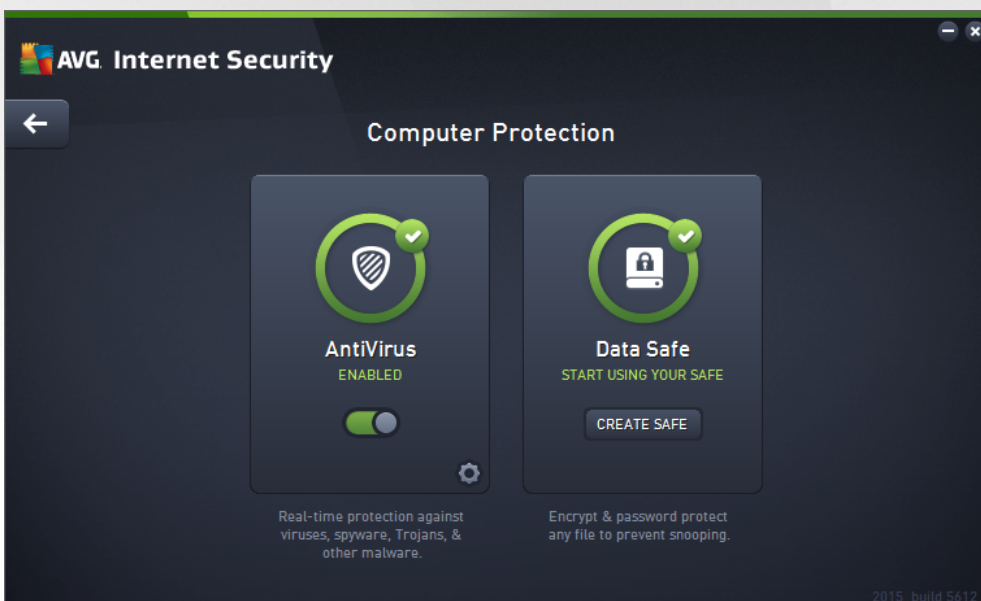 AVG Internet Security
Computer Protection
AntiVirus
ENABLED
Real-time protection against
viruses, spyware, Trojans, &
other malware.
Data Safe
START USING YOUR SAFE
CREATE SAFE
Encrypt & password protect
any file to prevent snooping.
2015 build 5612